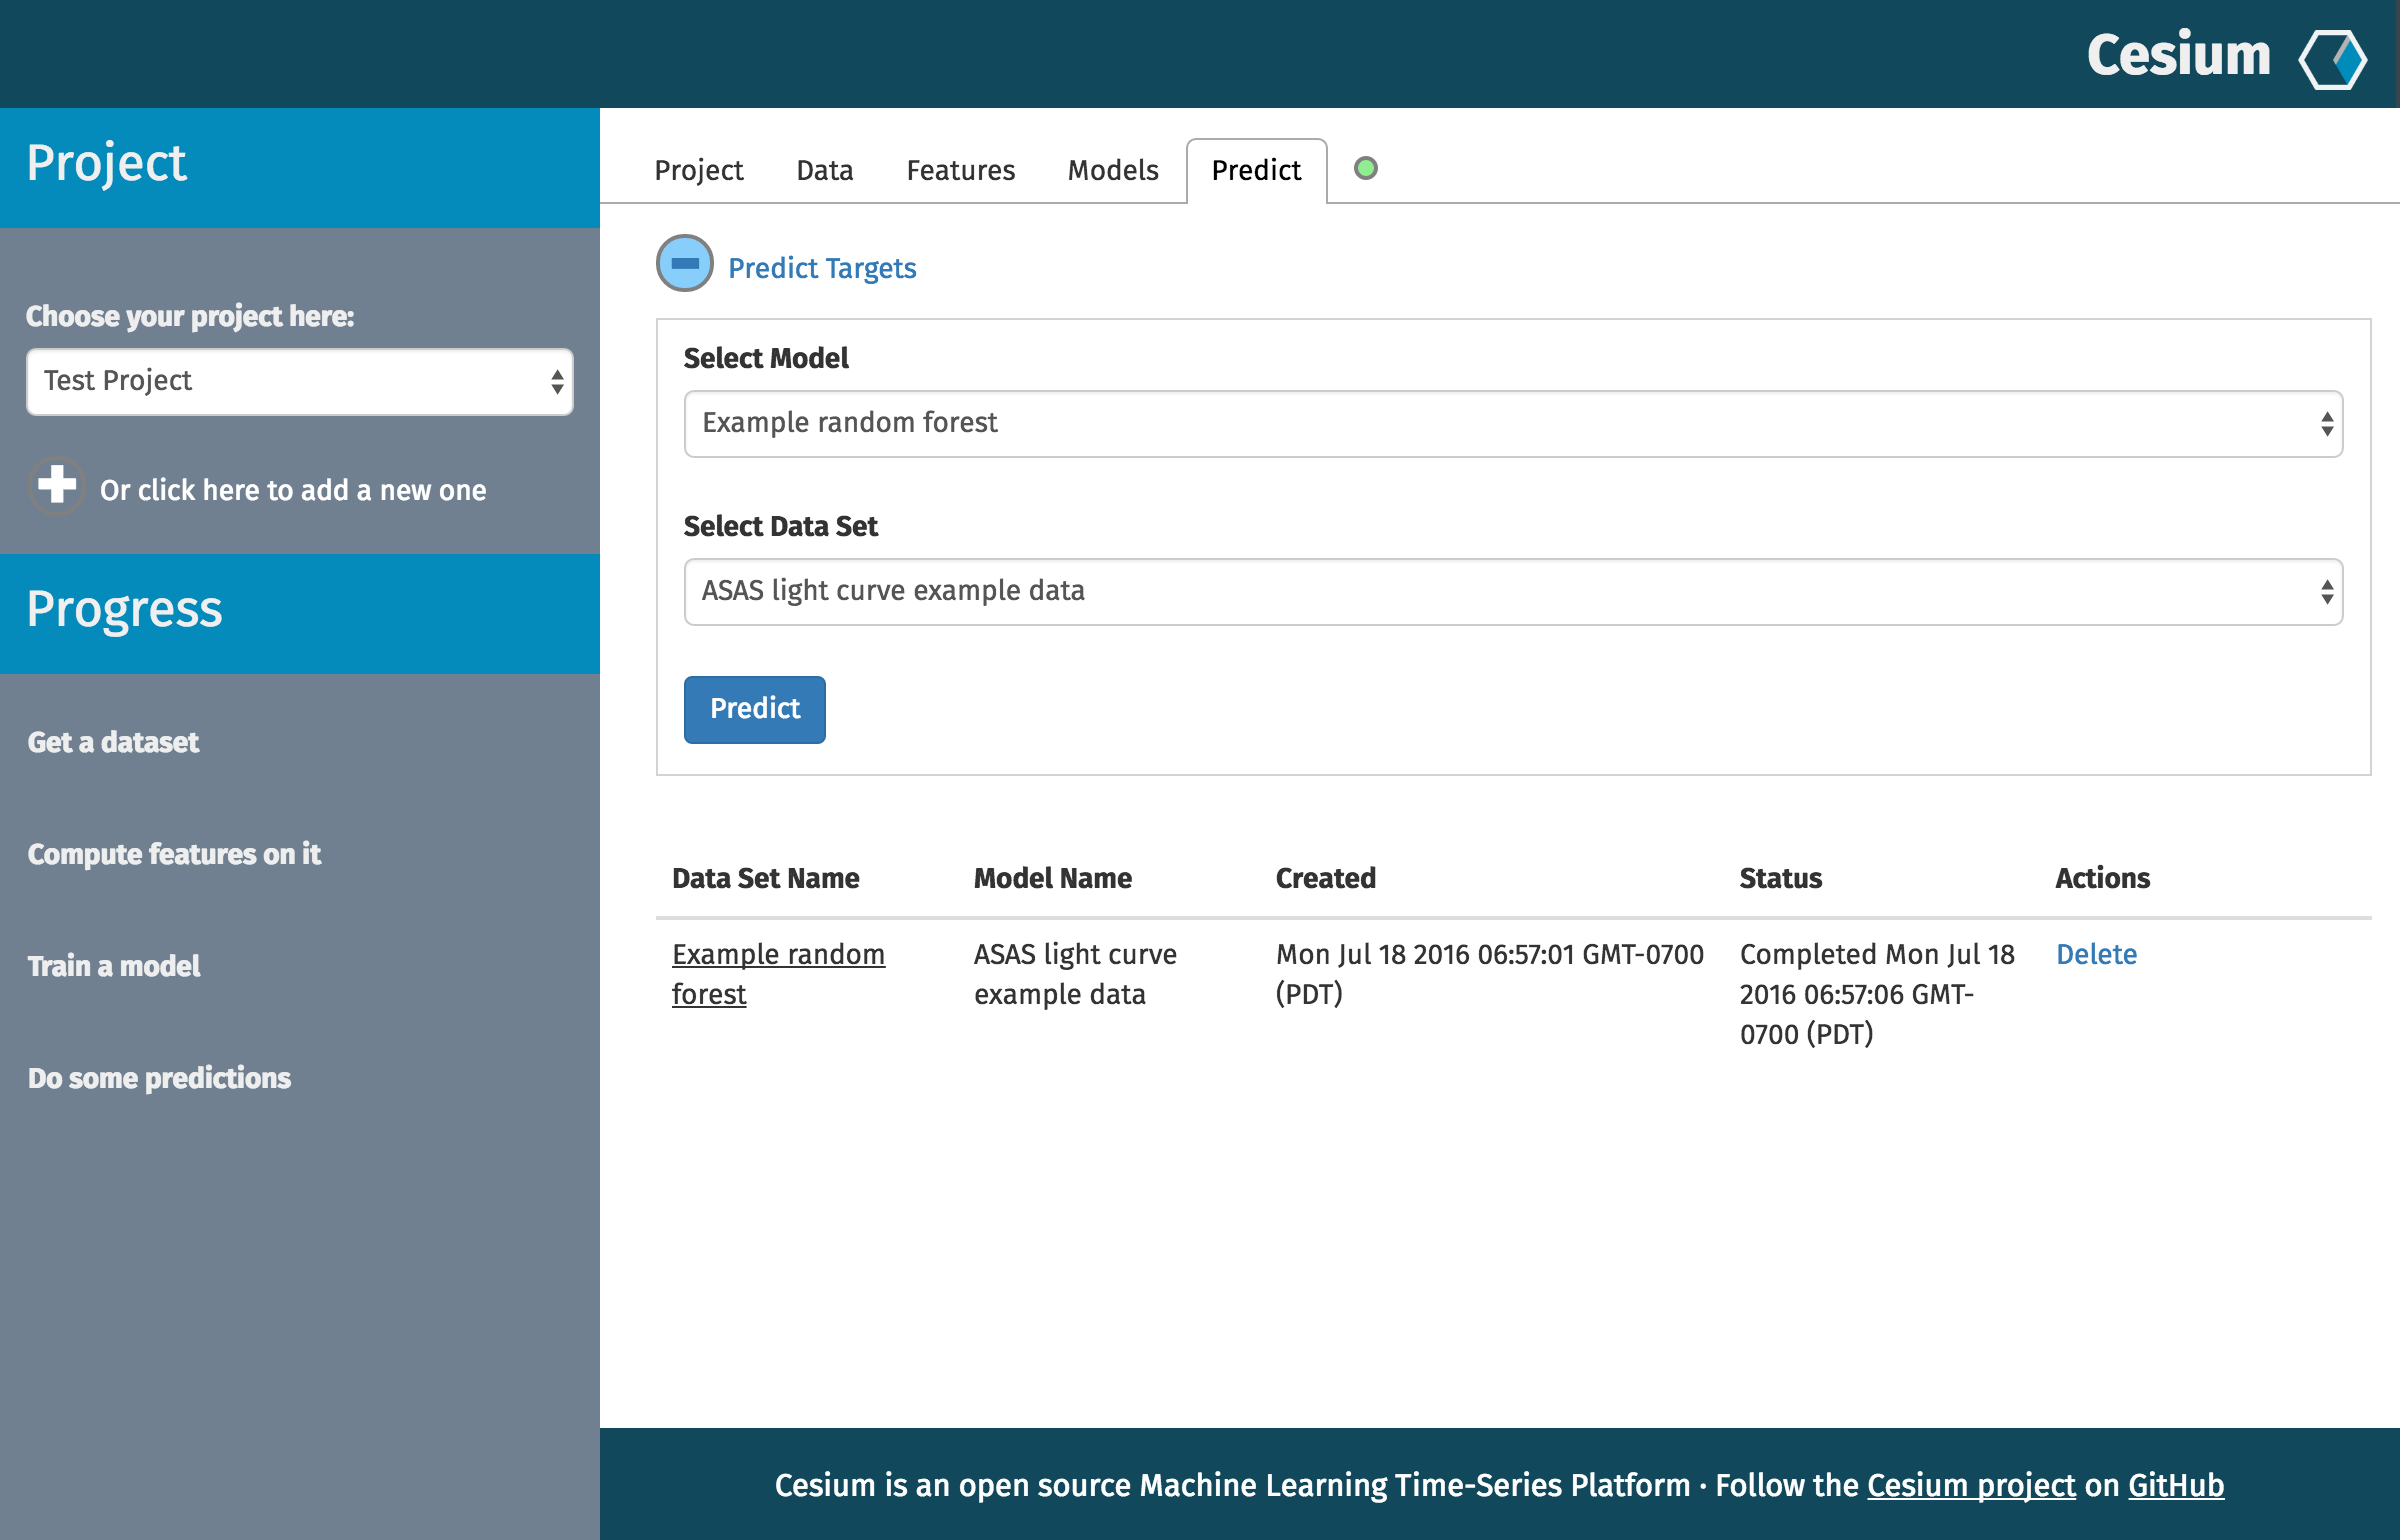 Cesium
Project
Choose your project here:
Test Project
Or click here to add a new one
Progress
Get a dataset
Compute features on it
Train a model
Do some predictions
Project Data Features Models Predict
Predict Targets
Select Model
Example random forest
Select Data Set
ASAS light curve example data
Predict
Data Set Name Model Name Created Status Actions
Example random ASAS light curve Mon Jul 18 2016 06:57:01 GMT-0700 Completed Mon Jul 18 Delete
forest example data (PDT) 2016 06:57:06 GMT-
0700 (PDT)
Cesium is an open source Machine Learning Time-Series Platform · Follow the Cesium project on GitHub